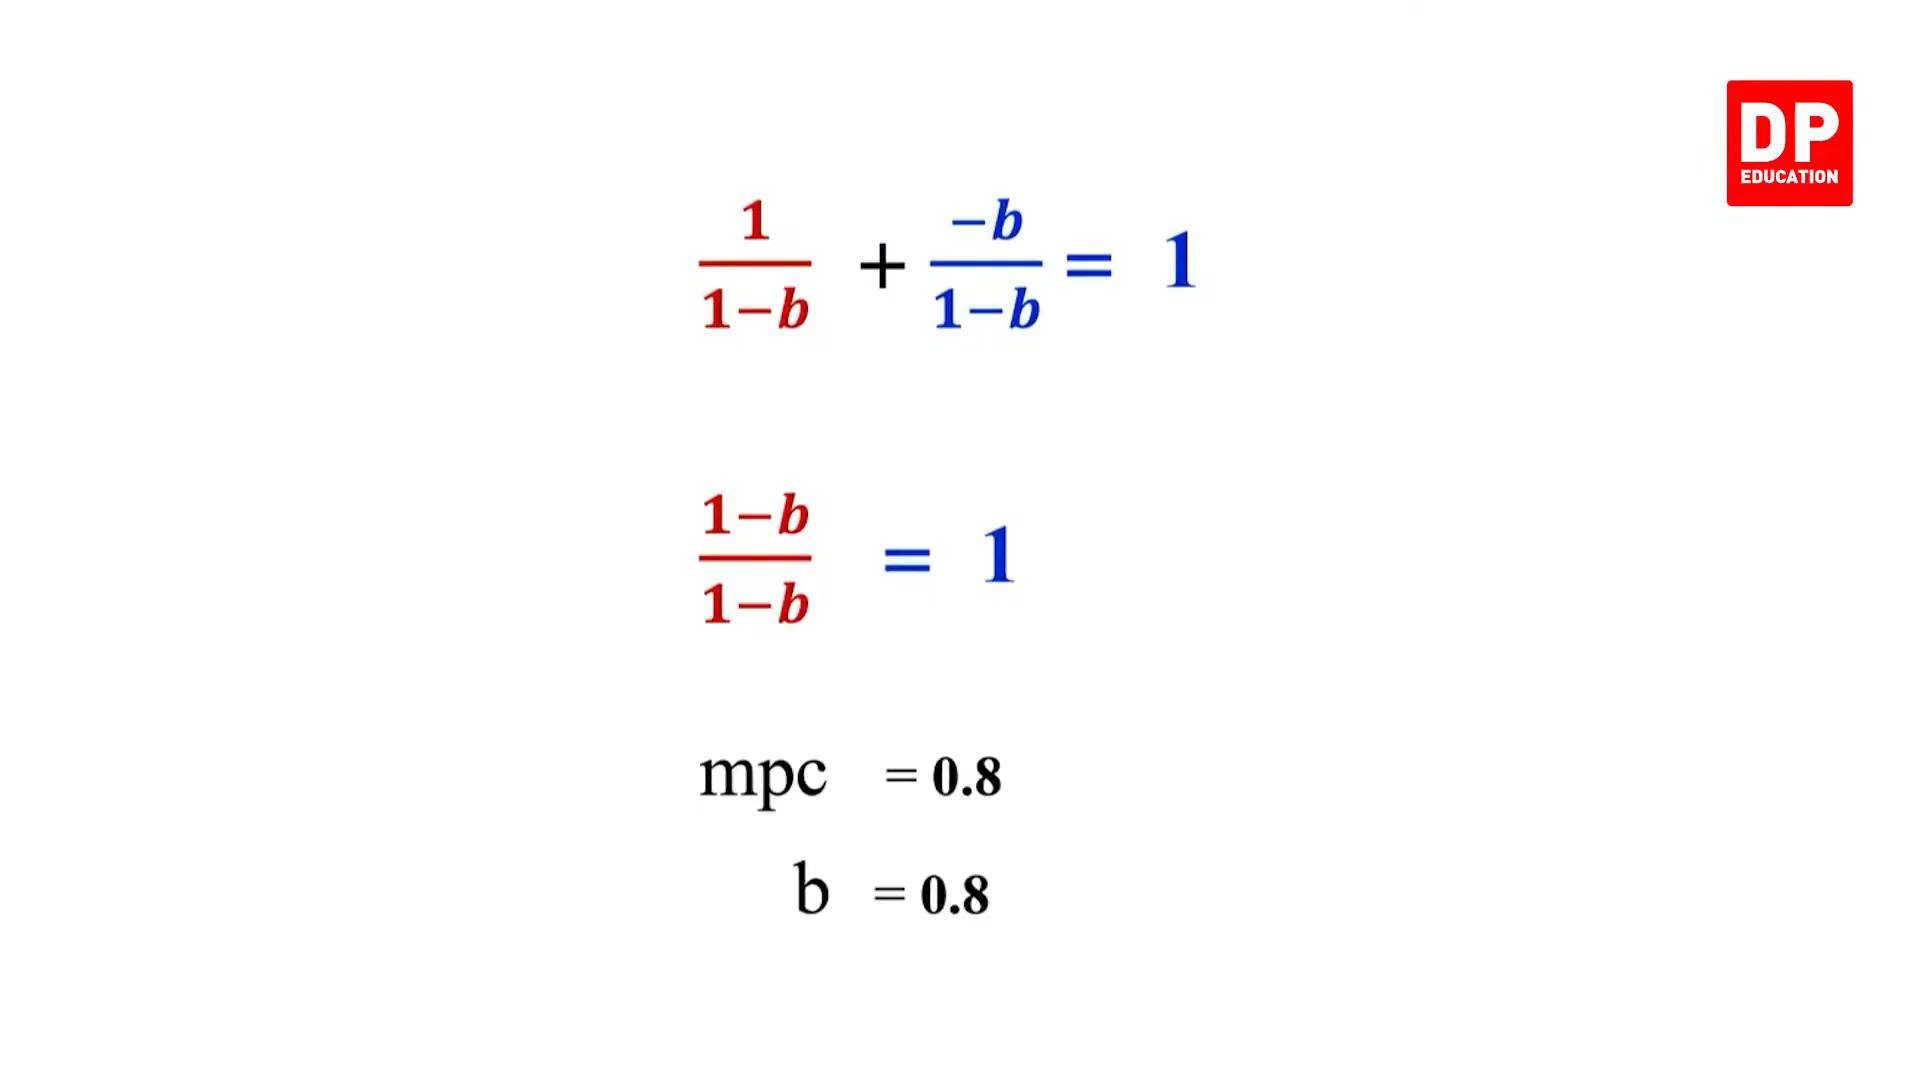 DP
EDUCATION
1/(1−b) + −b/(1−b) = 1
1−b/1−b = 1
mpc = 0.8
b = 0.8